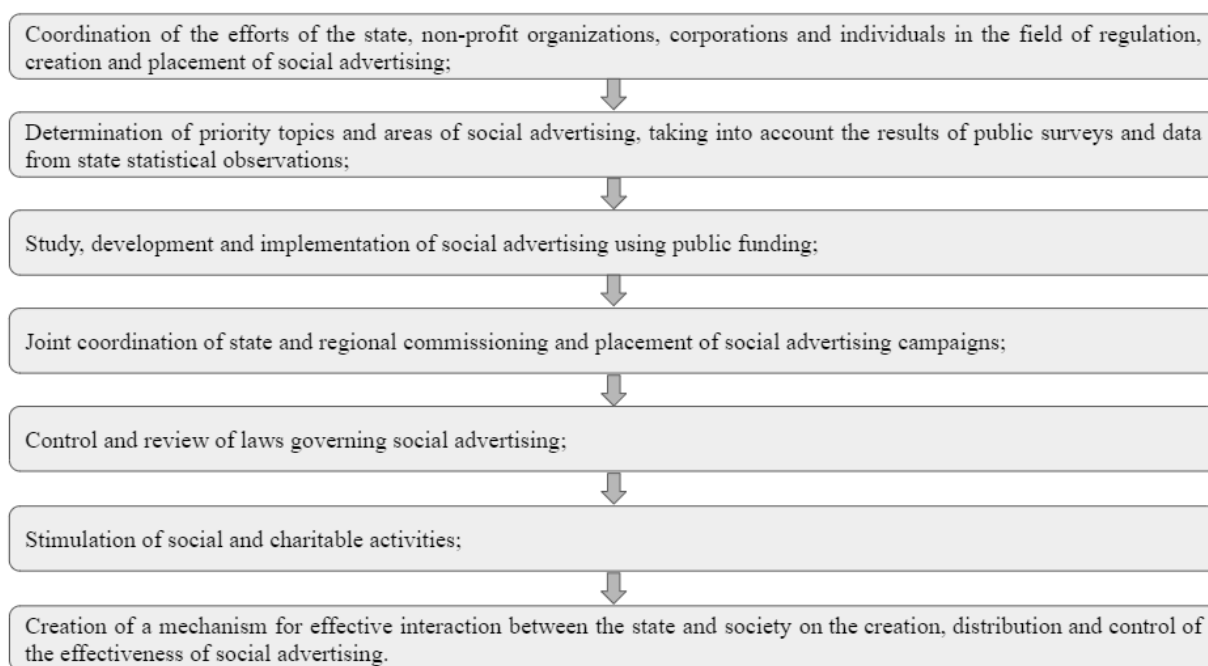 Coordination of the efforts of the state, non-profit organizations, corporations and individuals in the field of regulation,
creation and placement of social advertising;
Determination of priority topics and areas of social advertising, taking into account the results of public surveys and data
from state statistical observations;
Study, development and implementation of social advertising using public funding;
Joint coordination of state and regional commissioning and placement of social advertising campaigns;
Control and review of laws governing social advertising;
Stimulation of social and charitable activities;
Creation of a mechanism for effective interaction between the state and society on the creation, distribution and control of
the effectiveness of social advertising.